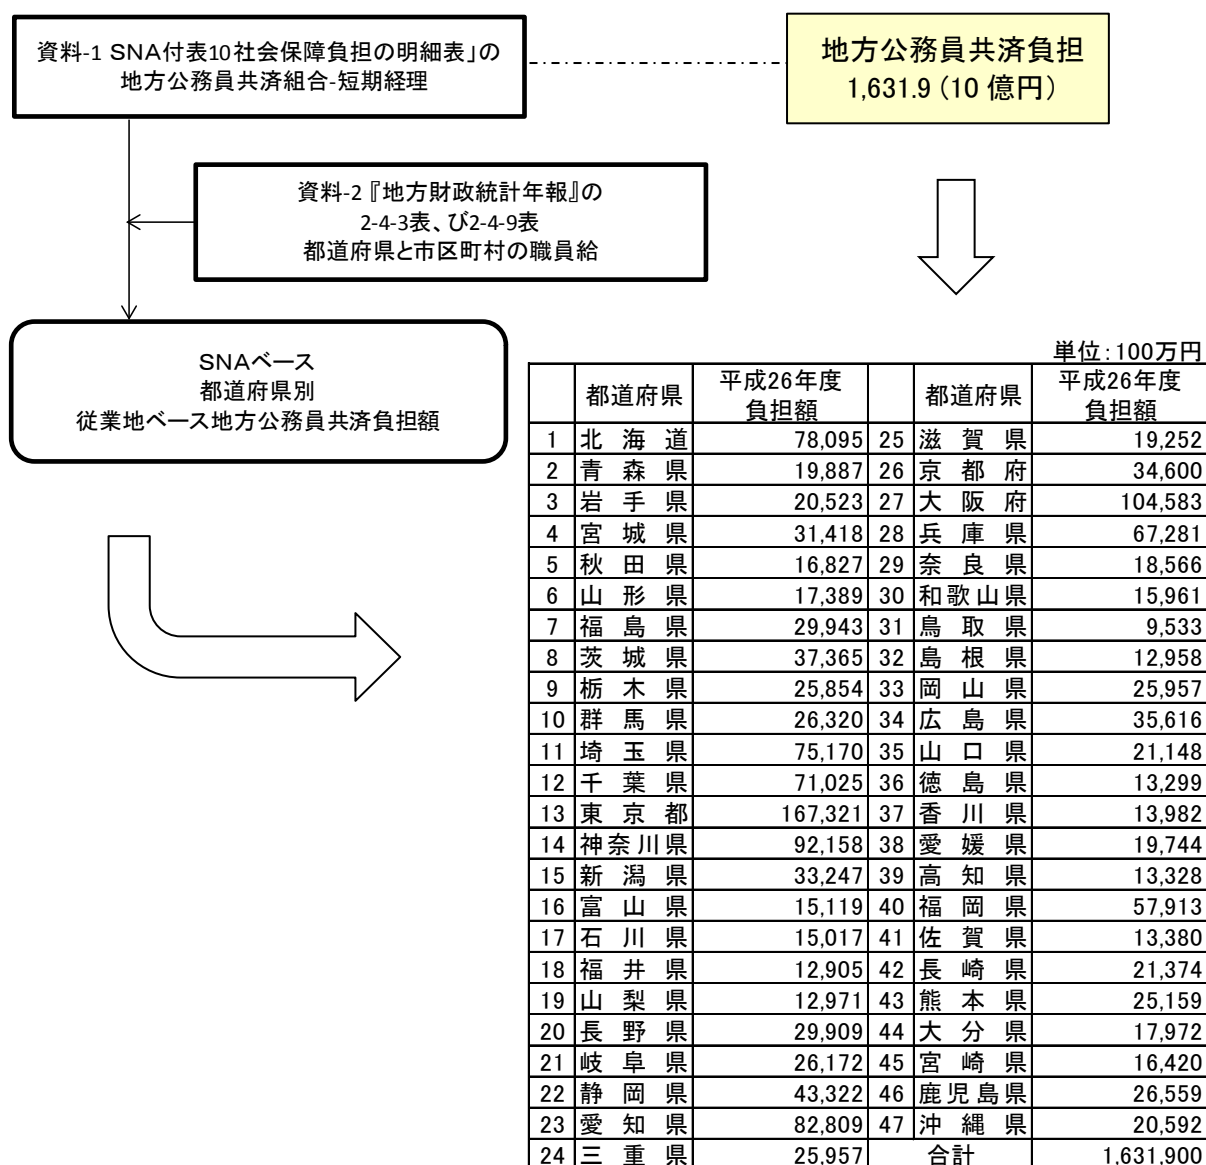 資料-1 SNA付表10社会保障負担の明細表」の
地方公務員共済組合-短期経理
地方公務員共済負担
1,631.9（10 億円）
資料-2『地方財政統計年報』の
2-4-3表、び2-4-9表
都道府県と市区町村の職員給
SNAベース
都道府県別
従業地ベース地方公務員共済負担額
単位：100万円
都道府県 平成26年度 負担額 都道府県 平成26年度 負担額
1 北海道 78,095 25 滋賀県 19,252
2 青森県 19,887 26 京都府 34,600
3 岩手県 20,523 27 大阪府 104,583
4 宮城県 31,418 28 兵庫県 67,281
5 秋田県 16,827 29 奈良県 18,566
6 山形県 17,389 30 和歌山県 15,961
7 福島県 29,943 31 鳥取県 9,533
8 茨城県 37,365 32 島根県 12,958
9 栃木県 25,854 33 岡山県 25,957
10 群馬県 26,320 34 広島県 35,616
11 埼玉県 75,170 35 山口県 21,148
12 千葉県 71,025 36 徳島県 13,299
13 東京都 167,321 37 香川県 13,982
14 神奈川県 92,158 38 愛媛県 19,744
15 新潟県 33,247 39 高知県 13,328
16 富山県 15,119 40 福岡県 57,913
17 石川県 15,017 41 佐賀県 13,380
18 福井県 12,905 42 長崎県 21,374
19 山梨県 12,971 43 熊本県 25,159
20 長野県 29,909 44 大分県 17,972
21 岐阜県 26,172 45 宮崎県 16,420
22 静岡県 43,322 46 鹿児島県 26,559
23 愛知県 82,809 47 沖縄県 20,592
24 三重県 25,957 合計 1,631,900